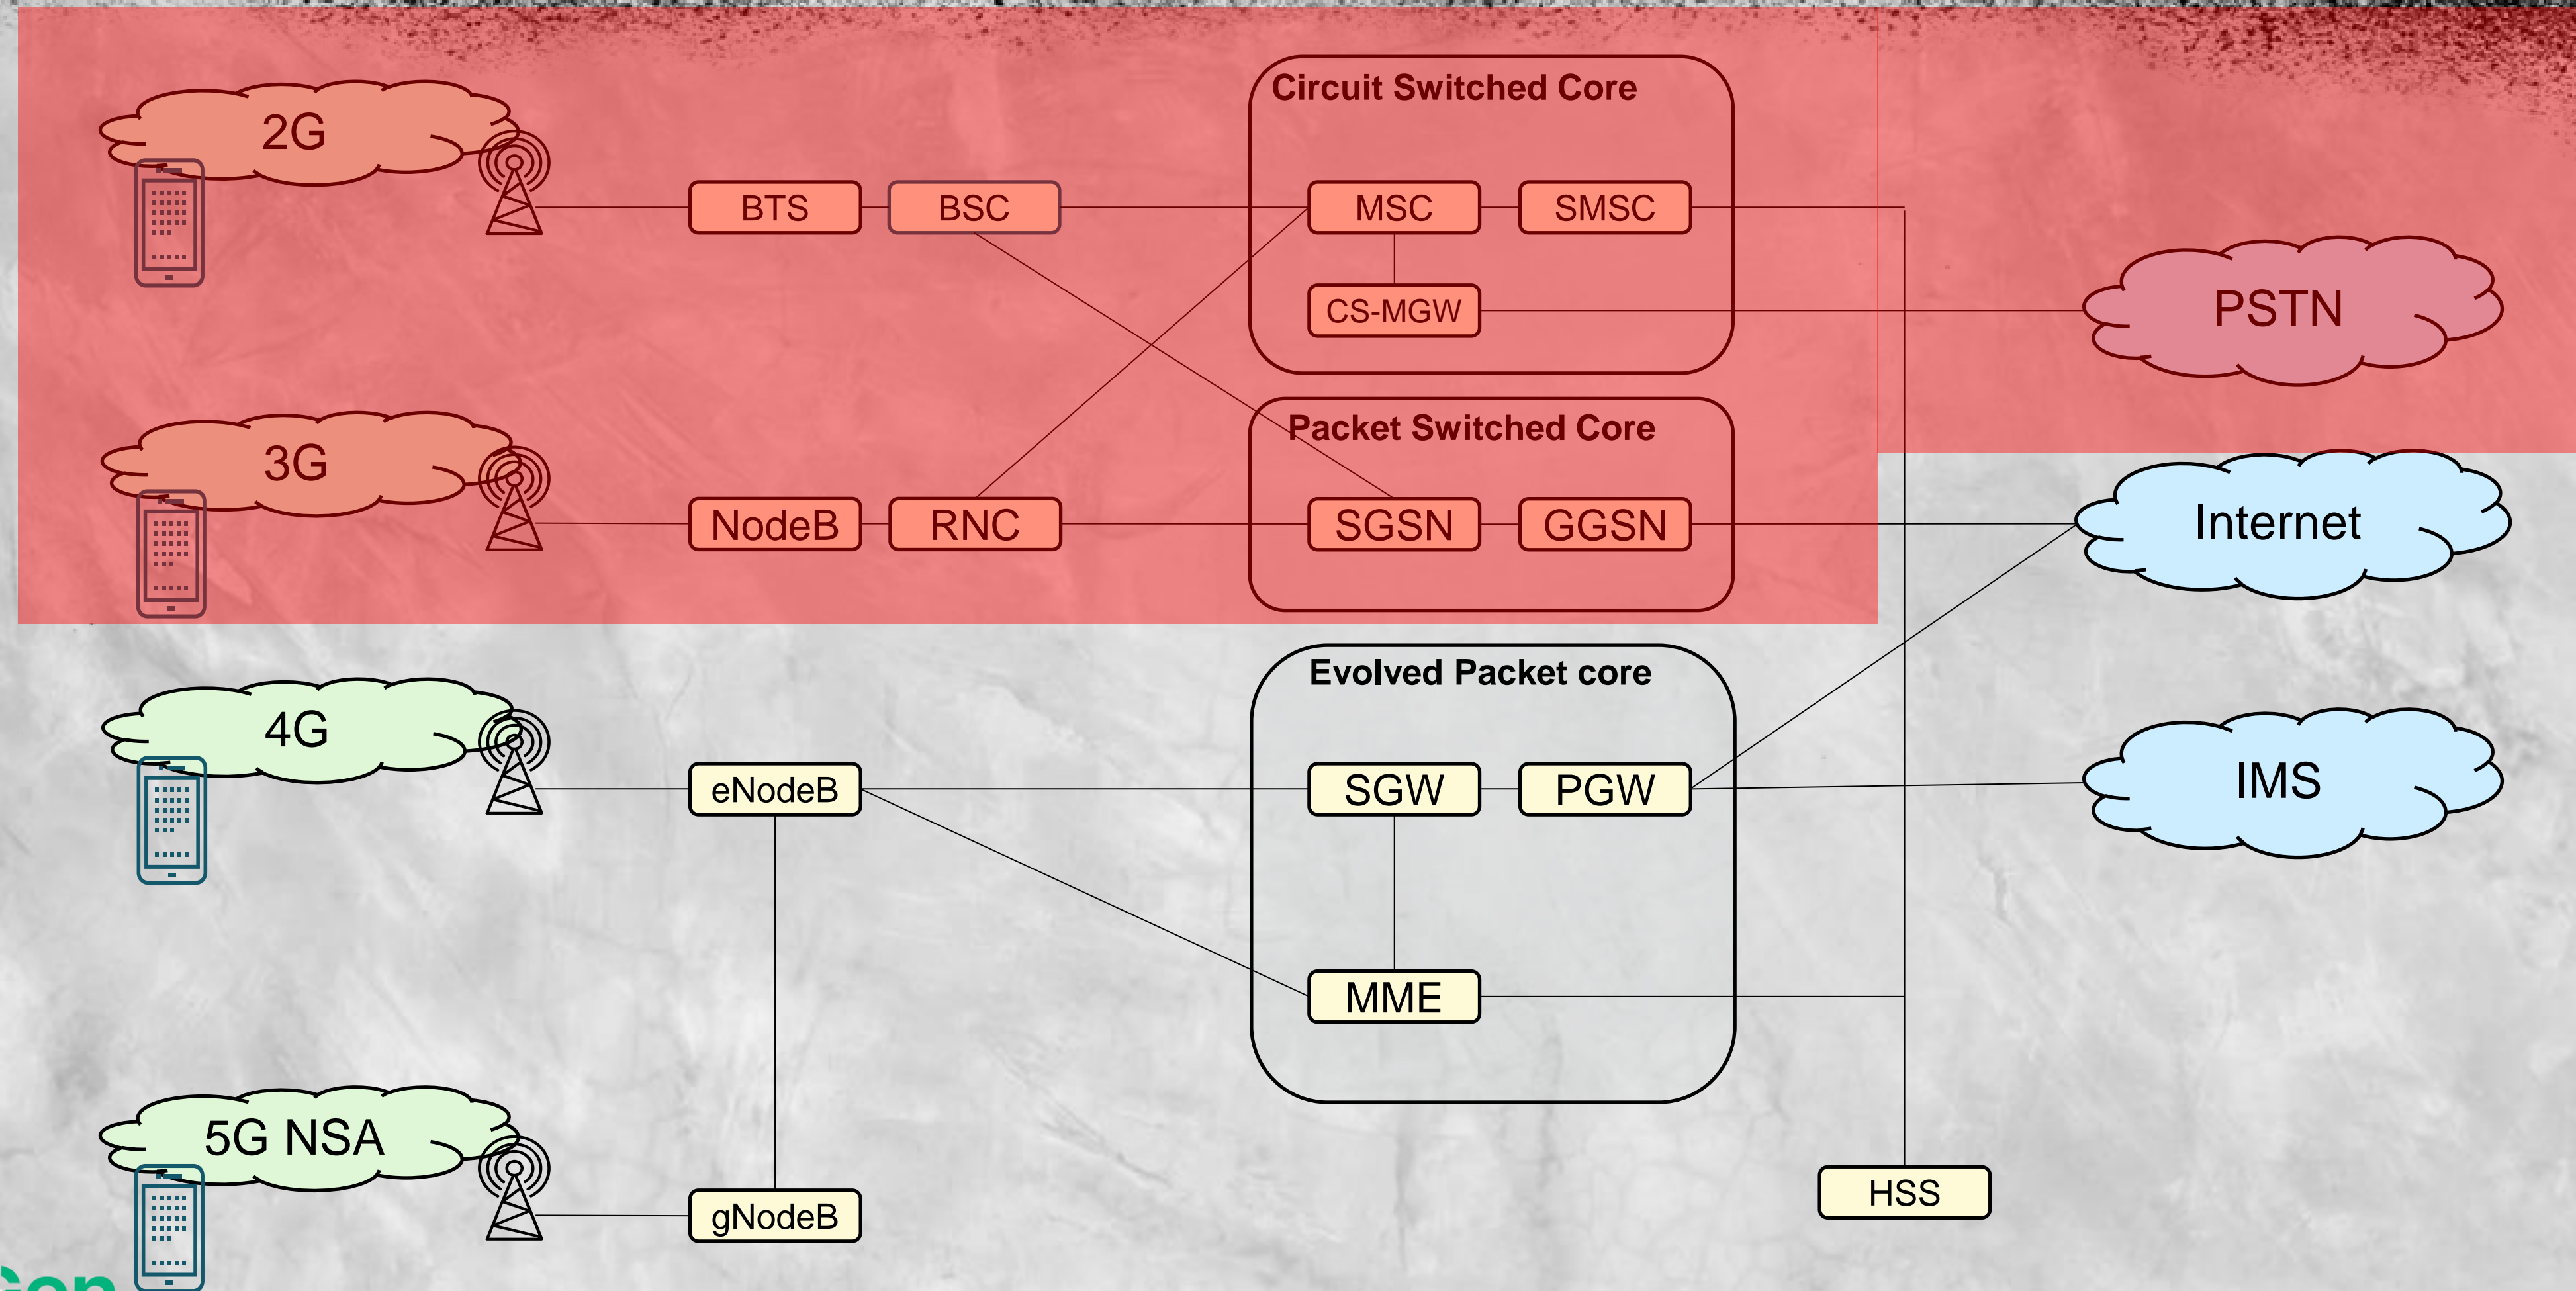 Circuit Switched Core
2G
BTS
BSC
MSC
SMSC
CS-MGW
PSTN
Packet Switched Core
3G
NodeB
RNC
SGSN
GGSN
Internet
Evolved Packet core
4G
eNodeB
SGW
PGW
IMS
MME
5G NSA
gNodeB
HSS